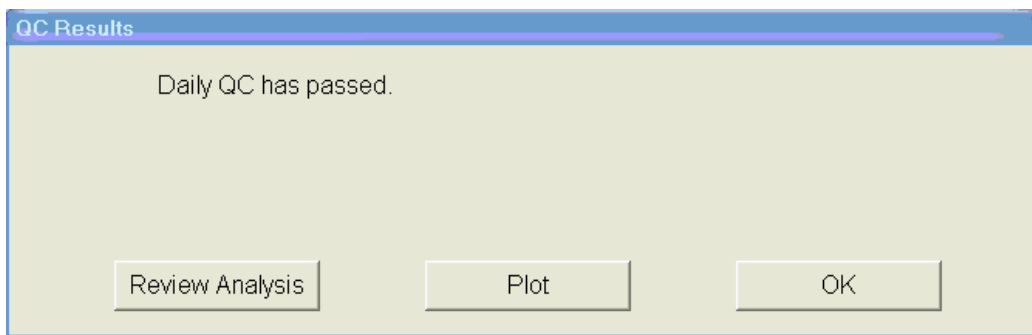 QC Results
Daily QC has passed.
Review Analysis
Plot
OK